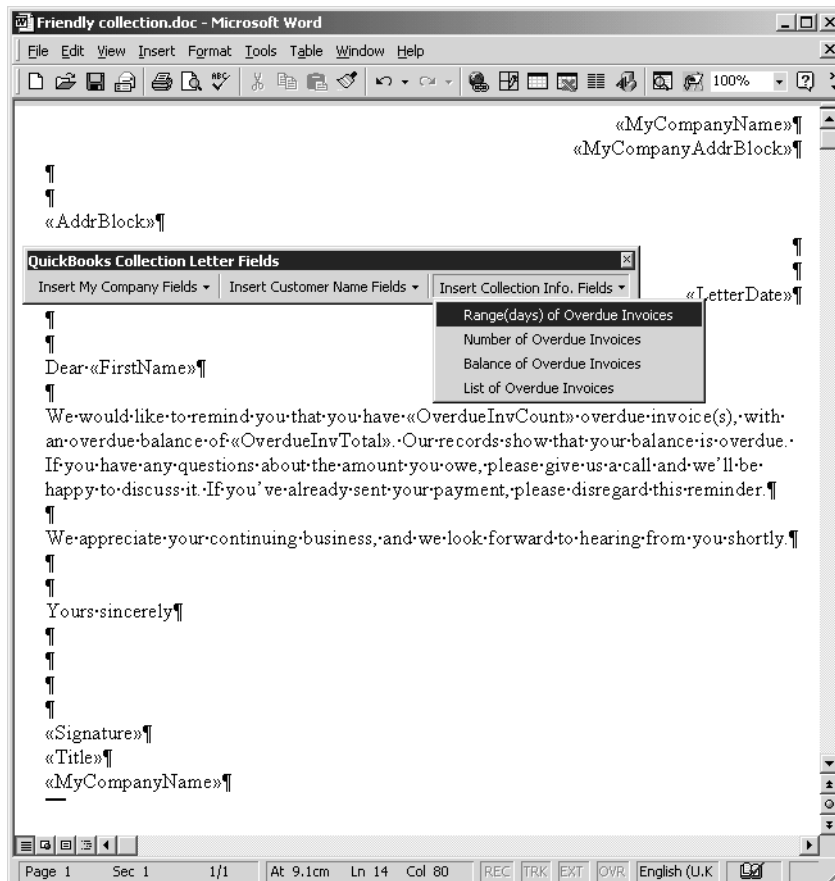 Friendly collection.doc - Microsoft Word
File Edit View Insert Format Tools Table Window Help
100%
«MyCompanyName»¶
«MyCompanyAddrBlock»¶
¶
¶
«AddrBlock»¶
¶
QuickBooks Collection Letter Fields
¶
Insert My Company Fields Insert Customer Name Fields Insert Collection Info. Fields
«LetterDate»¶
¶
Range(days) of Overdue Invoices
¶
Number of Overdue Invoices
Dear·«FirstName»¶
Balance of Overdue Invoices
¶
List of Overdue Invoices
We·would·like·to·remind·you·that·you·have·«OverdueInvCount»·overdue·invoice(s),·with·
an·overdue·balance·of·«OverdueInvTotal».·Our·records·show·that·your·balance·is·overdue.·
If·you·have·any·questions·about·the·amount·you·owe,·please·give·us·a·call·and·we'll·be·
happy·to·discuss·it.·If·you've·already·sent·your·payment,·please·disregard·this·reminder.¶
¶
We·appreciate·your·continuing·business,·and·we·look·forward·to·hearing·from·you·shortly.¶
¶
¶
Yours·sincerely¶
¶
¶
¶
¶
«Signature»¶
«Title»¶
«MyCompanyName»¶
Page 1 Sec 1 1/1 At 9.1cm Ln 14 Col 80 REC TRK EXT OVR English (U.K